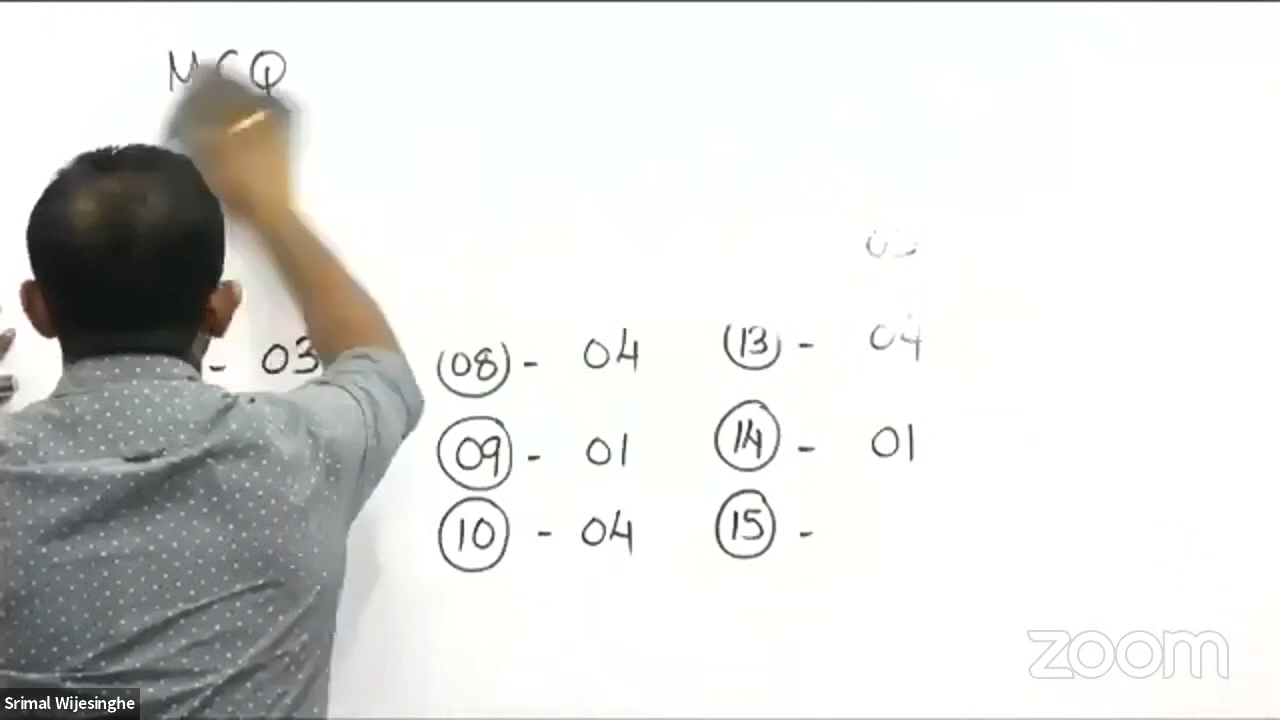 MCQ
- 03 (08) - 04 (13) - 04
(09) - 01 (14) - 01
(10) - 04 (15) -
zoom
Srimal Wijesinghe